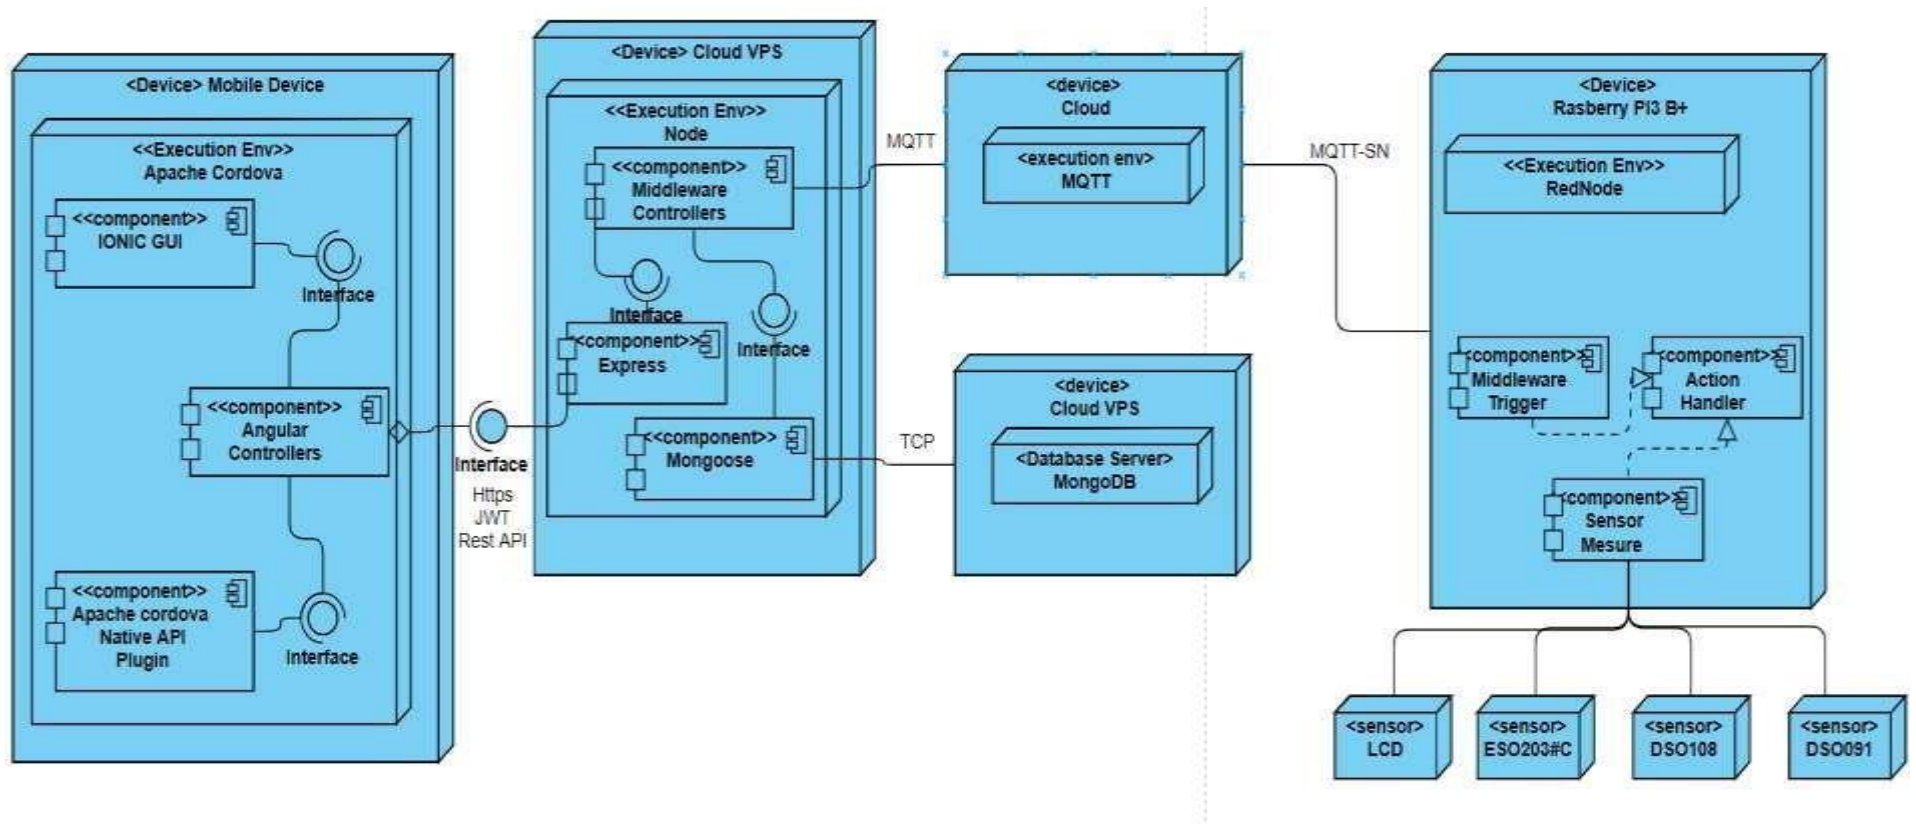 <Device> Mobile Device
<<Execution Env>>
Apache Cordova
<<component>>
IONIC GUI
Interface
<<component>>
Angular
Controllers
<<component>>
Apache cordova
Native API
Plugin
Interface
Interface
Https
JWT
Rest API
<Device> Cloud VPS
<<Execution Env>>
Node
<<component>>
Middleware
Controllers
Interface
Interface
<<component>>
Express
<<component>>
Mongoose
MQTT
<device>
Cloud
<execution env>
MQTT
TCP
<device>
Cloud VPS
<Database Server>
MongoDB
MQTT-SN
<Device>
Rasberry PI3 B+
<<Execution Env>>
RedNode
<component>>
Middleware
Trigger
<component>>
Action
Handler
<component>>
Sensor
Mesure
<sensor>
LCD
<sensor>
ESO203#C
<sensor>
DSO108
<sensor>
DSO091